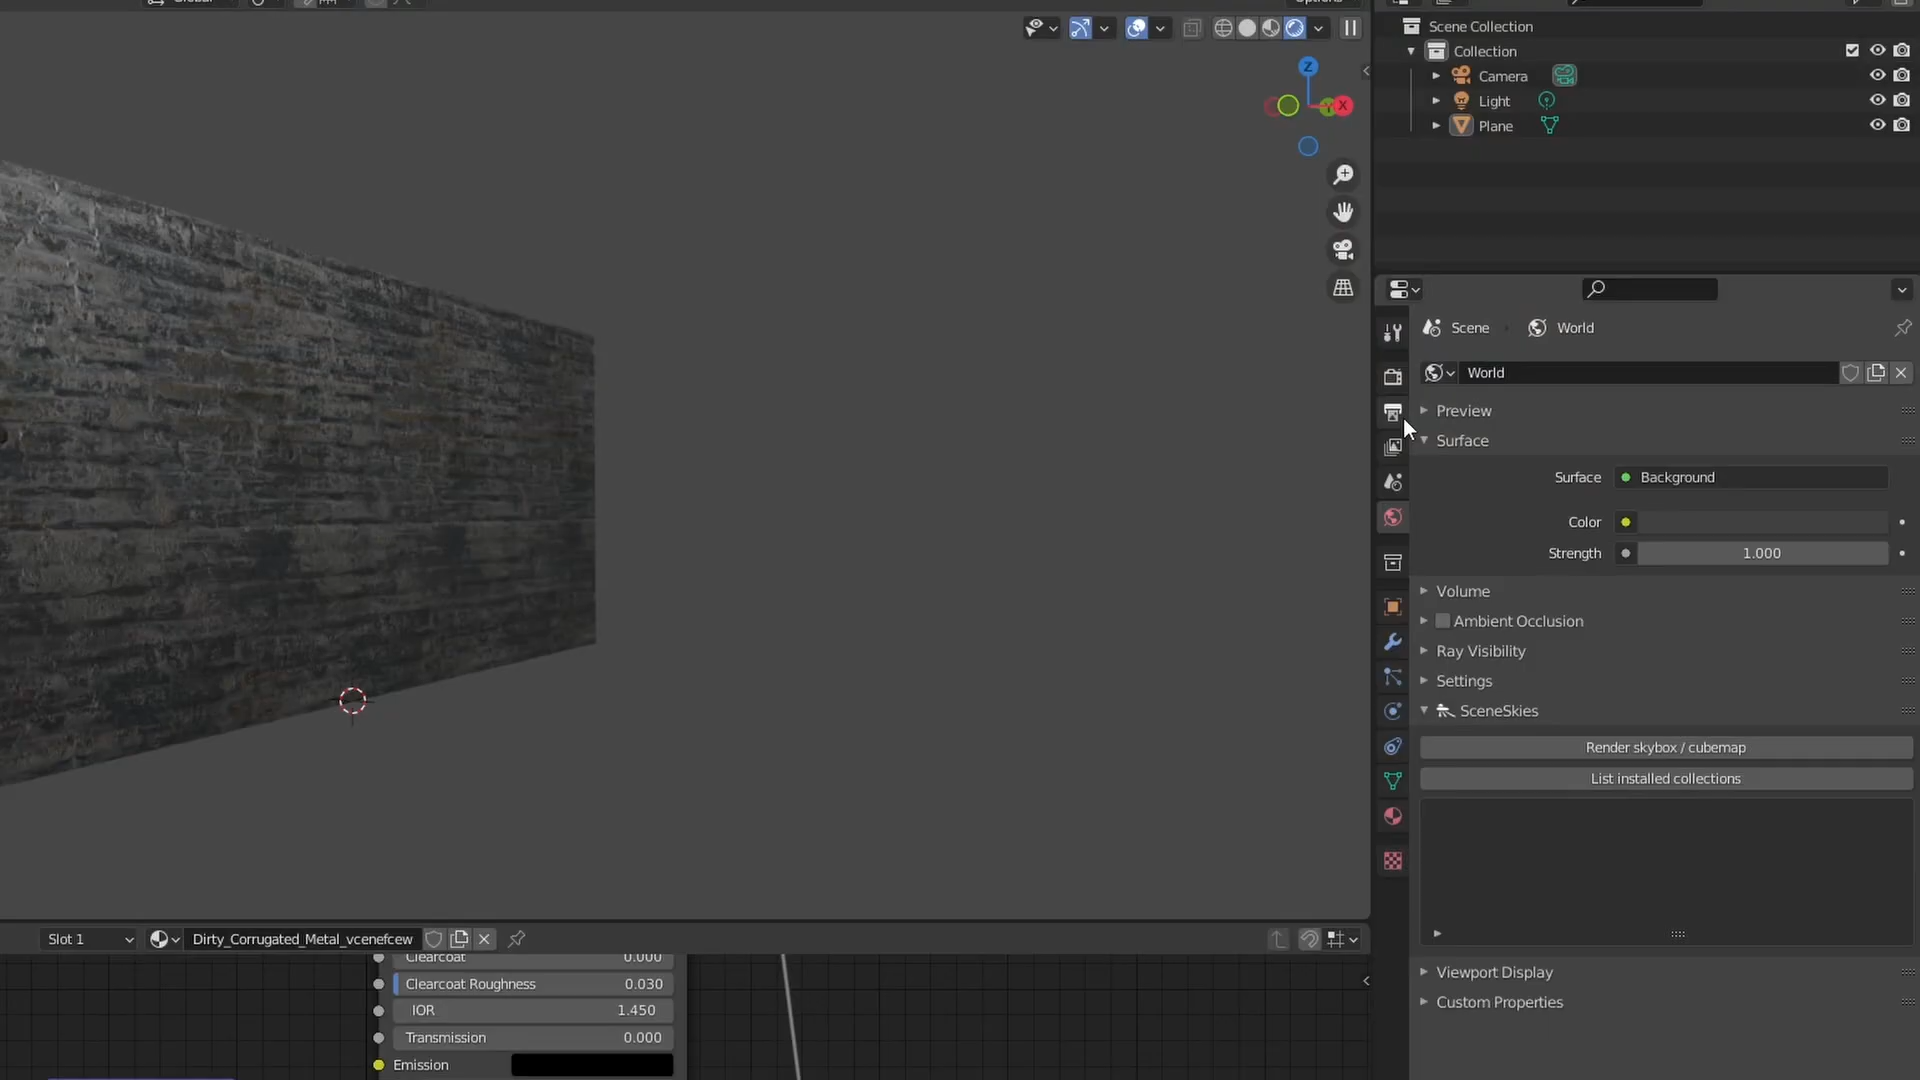 Global
Options
Z
Y
X
Scene Collection
Collection
Camera
Light
Plane
Scene
World
World
Preview
Surface
Surface
Background
Color
Strength
1.000
Volume
Ambient Occlusion
Ray Visibility
Settings
SceneSkies
Render skybox / cubemap
List installed collections
Viewport Display
Custom Properties
Slot 1
Dirty_Corrugated_Metal_vcenefcew
Clearcoat
0.000
Clearcoat Roughness
0.030
IOR
1.450
Transmission
0.000
Emission